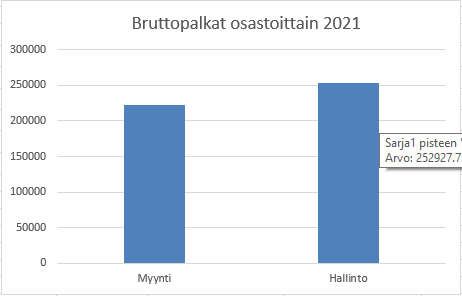 Bruttopalkat osastoittain 2021
300000
250000
200000
150000
100000
50000
0
Sarja1 pisteen
Arvo: 252927.7
Myynti
Hallinto